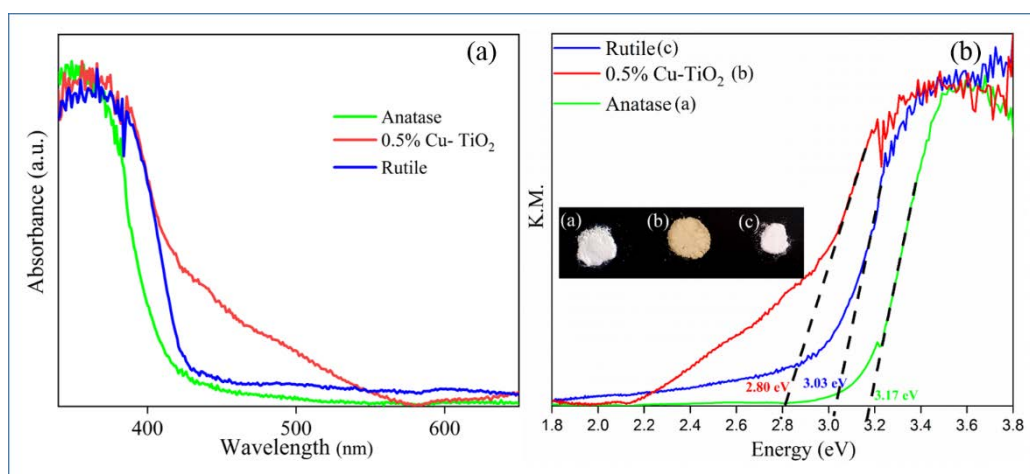 (a)
Anatase
0.5% Cu- TiO₂
Rutile
Absorbance (a.u.)
400
500
600
Wavelength (nm)
(b)
Rutile (c)
0.5% Cu-TiO₂ (b)
Anatase (a)
K.M.
(a)
(b)
(c)
2.80 eV
3.03 eV
3.17 eV
1.8 2.0 2.2 2.4 2.6 2.8 3.0 3.2 3.4 3.6 3.8
Energy (eV)